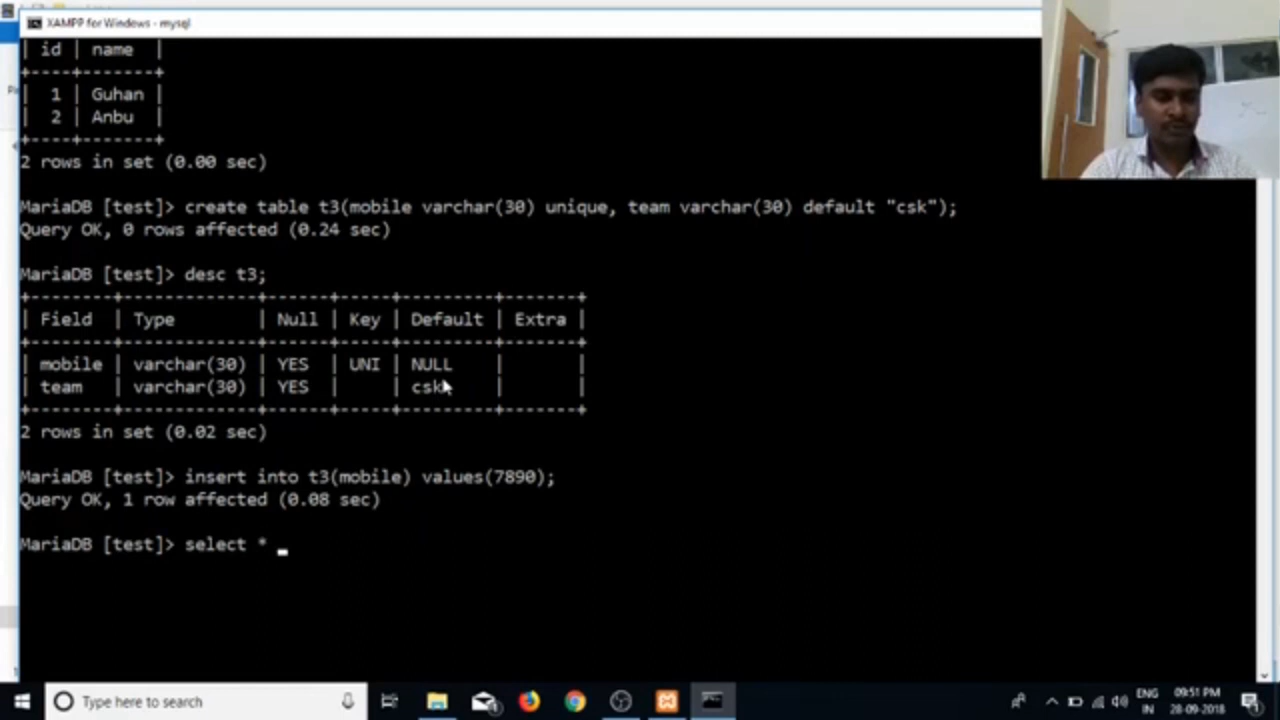 XAMPP for Windows - mysql
| id | name |
+----+-------+
| 1 | Guhan |
| 2 | Anbu |
+----+-------+
2 rows in set (0.00 sec)
MariaDB [test]> create table t3(mobile varchar(30) unique, team varchar(30) default "csk");
Query OK, 0 rows affected (0.24 sec)
MariaDB [test]> desc t3;
+--------+-------------+------+-----+---------+-------+
| Field | Type | Null | Key | Default | Extra |
+--------+-------------+------+-----+---------+-------+
| mobile | varchar(30) | YES | UNI | NULL | |
| team | varchar(30) | YES | | csk | |
+--------+-------------+------+-----+---------+-------+
2 rows in set (0.02 sec)
MariaDB [test]> insert into t3(mobile) values(7890);
Query OK, 1 row affected (0.08 sec)
MariaDB [test]> select * _
Type here to search
ENG
IN
09:51 PM
28-09-2018